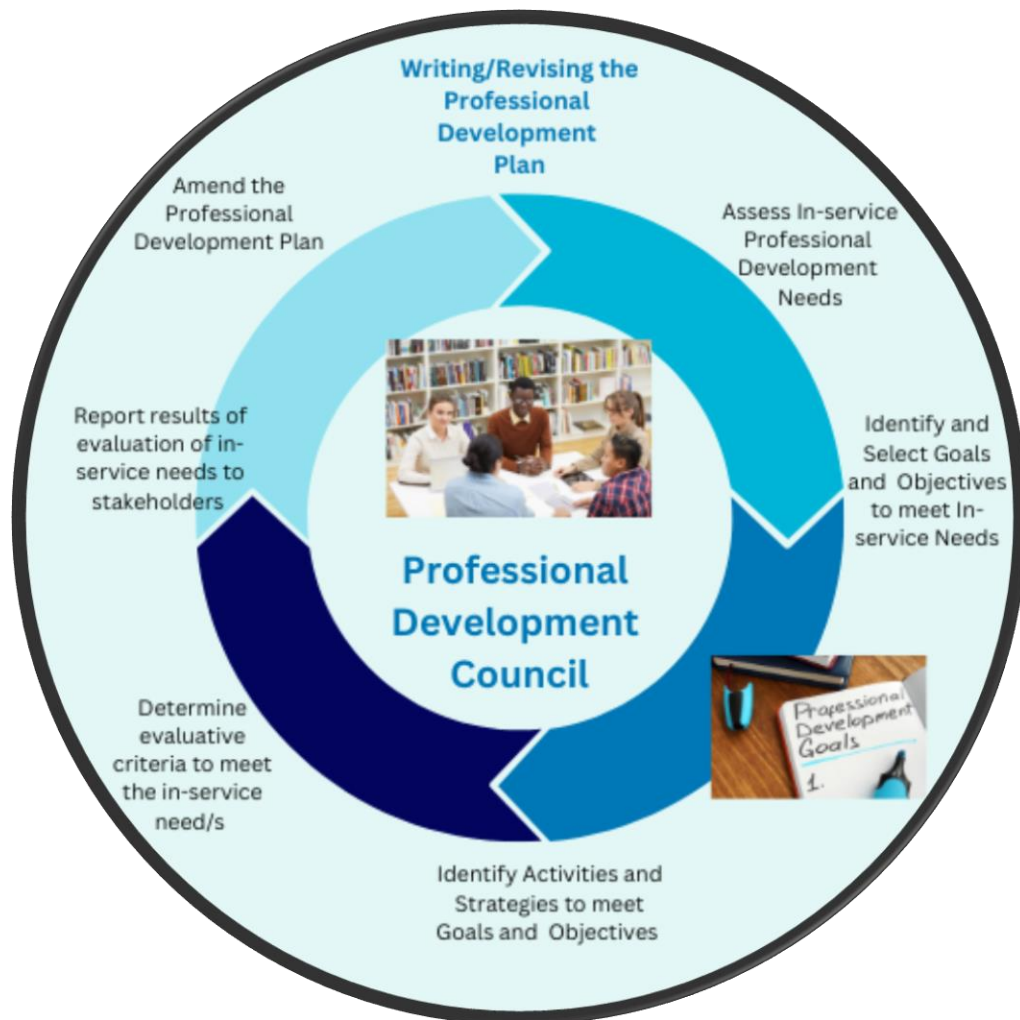 Writing/Revising the
Professional
Development
Plan
Assess In-service
Professional
Development
Needs
Identify and
Select Goals
and Objectives
to meet In-
service Needs
Professional
Development
Goals
1.
Identify Activities and
Strategies to meet
Goals and Objectives
Determine
evaluative
criteria to meet
the in-service
need/s
Report results of
evaluation of in-
service needs to
stakeholders
Amend the
Professional
Development Plan
Professional
Development
Council